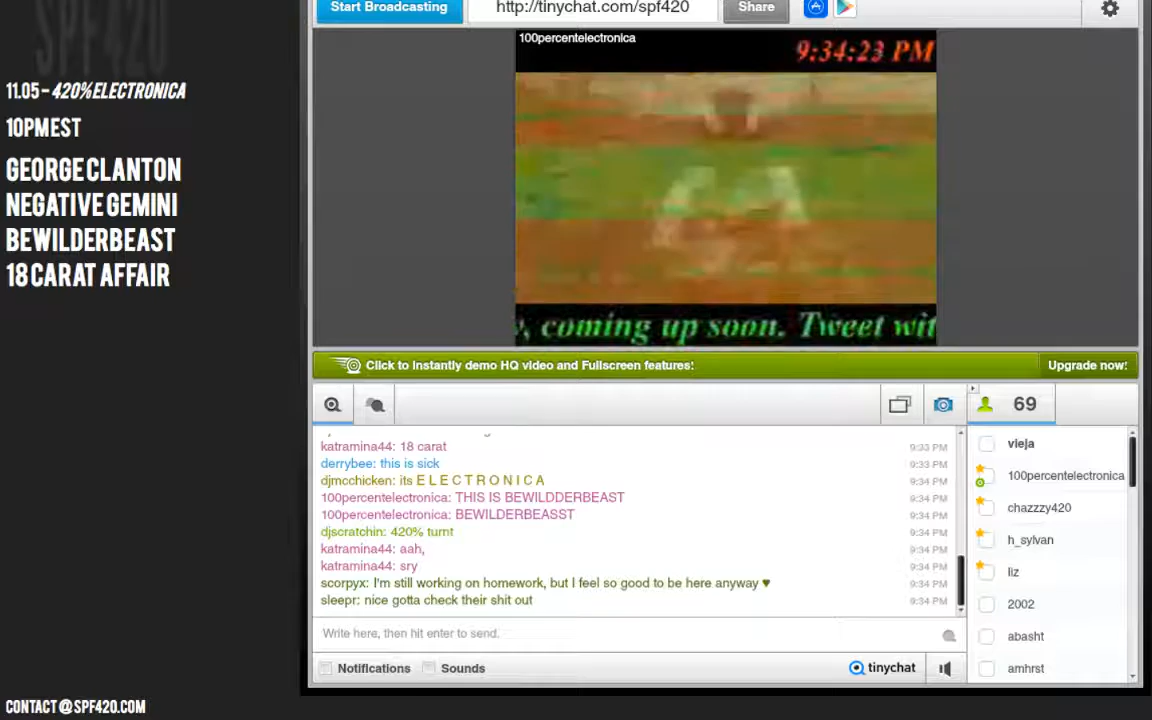 SPF420
11.05 - 420%ELECTRONICA
10PM EST
GEORGE CLANTON
NEGATIVE GEMINI
BEWILDERBEAST
18 CARAT AFFAIR
CONTACT@SPF420.COM
Start Broadcasting
http://tinychat.com/spf420
Share
100percentelectronica
9:34:23 PM
, coming up soon. Tweet wit
Click to instantly demo HQ video and Fullscreen features:
Upgrade now!
69
katramina44: 18 carat 9:33 PM
derrybee: this is sick 9:33 PM
djmcchicken: its E L E C T R O N I C A 9:34 PM
100percentelectronica: THIS IS BEWILDDERBEAST 9:34 PM
100percentelectronica: BEWILDERBEASST 9:34 PM
djscratchin: 420% turnt 9:34 PM
katramina44: aah, 9:34 PM
katramina44: sry 9:34 PM
scorpyx: I'm still working on homework, but I feel so good to be here anyway ♥ 9:34 PM
sleepr: nice gotta check their shit out 9:34 PM
Write here, then hit enter to send.
Notifications
Sounds
tinychat
vieja
100percentelectronica
chazzzy420
h_sylvan
liz
2002
abasht
amhrst